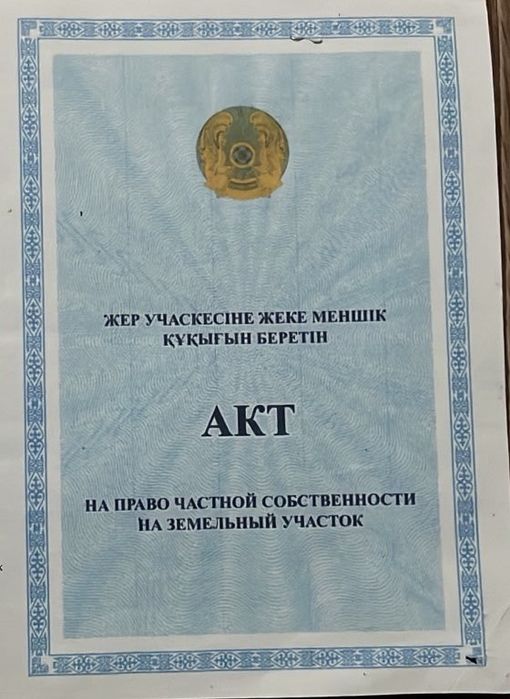 ЖЕР УЧАСКЕСІНЕ ЖЕКЕ МЕНШІК
ҚҰҚЫҒЫН БЕРЕТІН
АКТ
НА ПРАВО ЧАСТНОЙ СОБСТВЕННОСТИ
НА ЗЕМЕЛЬНЫЙ УЧАСТОК